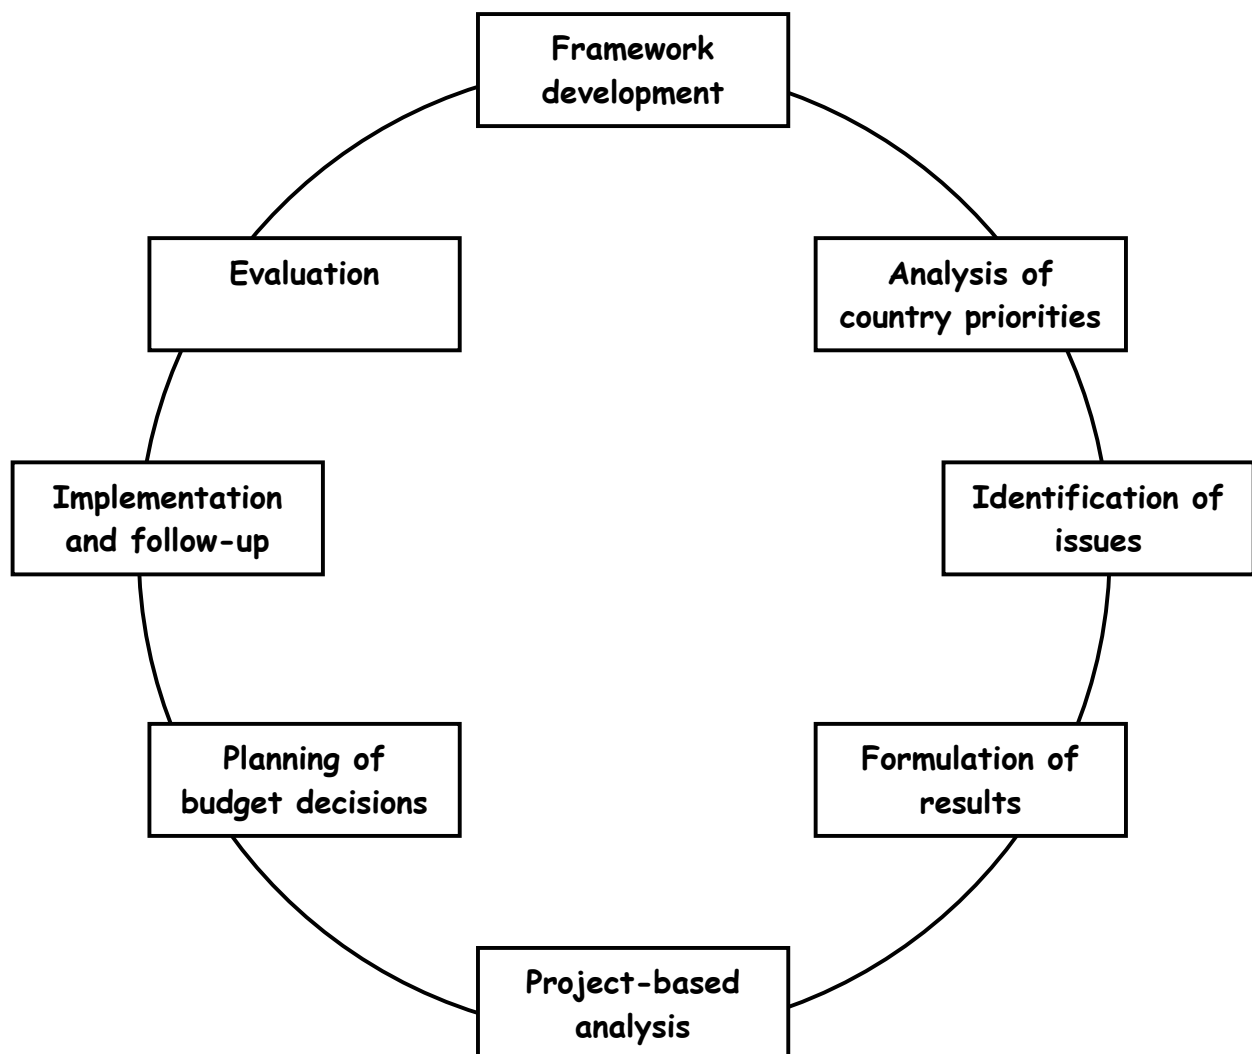 Framework
development
Evaluation
Analysis of
country priorities
Implementation
and follow-up
Identification of
issues
Planning of
budget decisions
Formulation of
results
Project-based
analysis